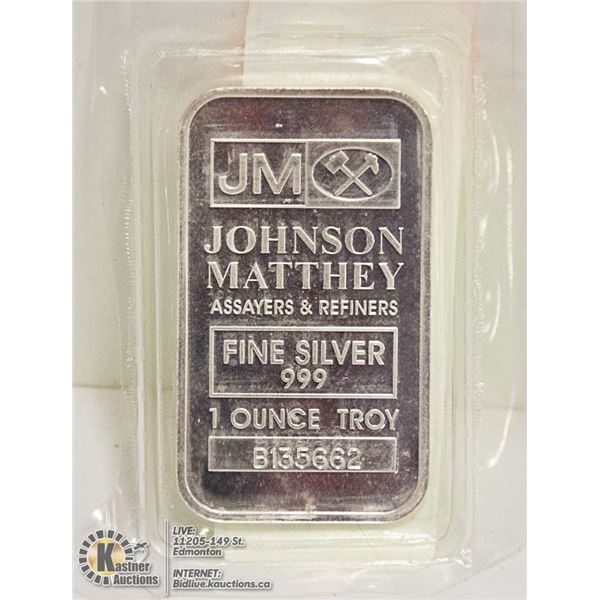 JM
JOHNSON
MATTHEY
ASSAYERS & REFINERS
FINE SILVER
999
1 OUNCE TROY
B135662
K
Kastner
Auctions
LIVE:
11205-149 St.
Edmonton
INTERNET:
Bidlive.kauctions.ca